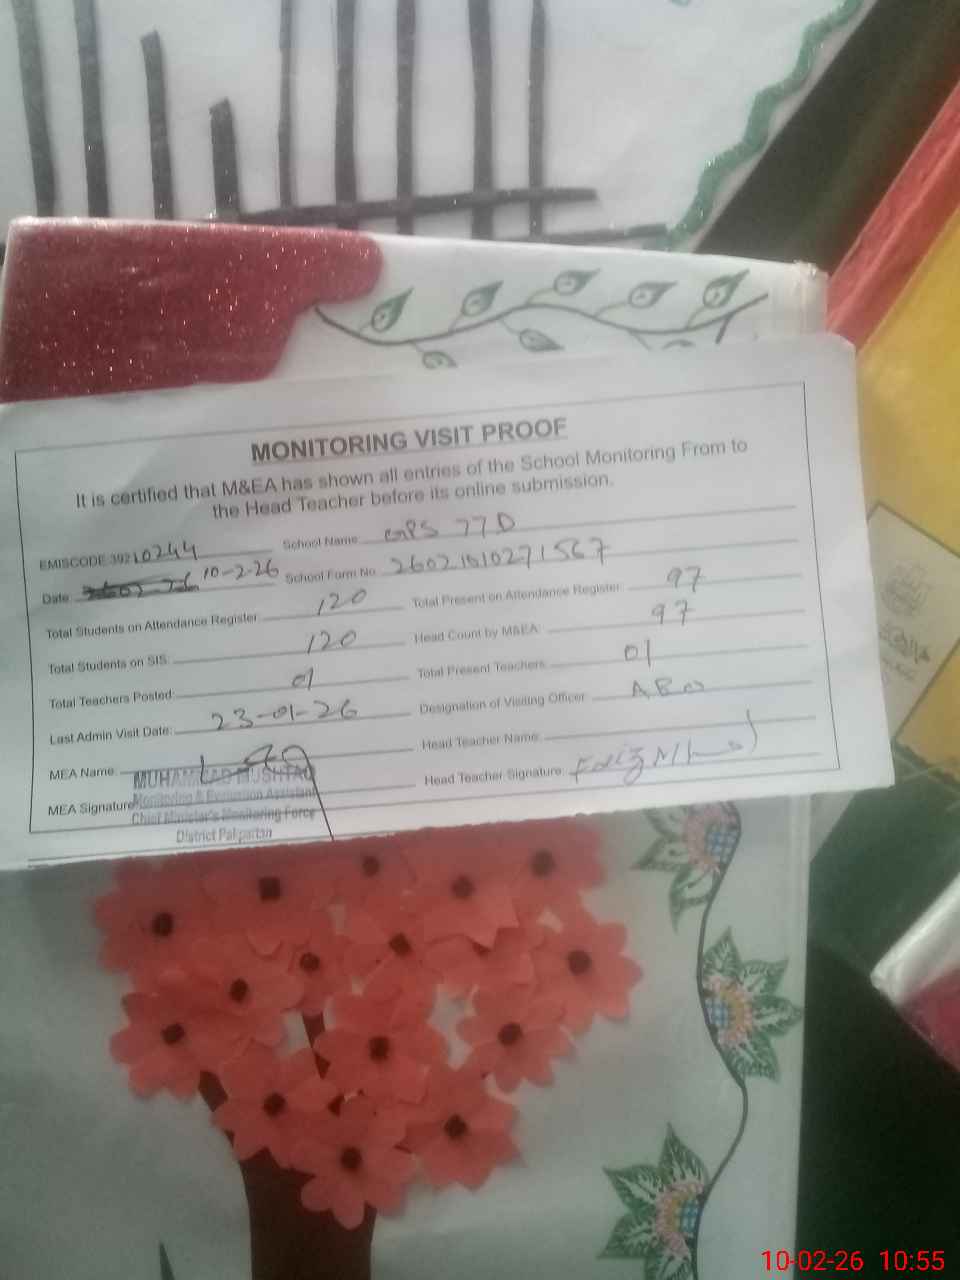 MONITORING VISIT PROOF
It is certified that M&EA has shown all entries of the School Monitoring From to
the Head Teacher before its online submission.
EMISCODE 392 10244 School Name: GPS 77D
Date: 10-2-26 School Form No. 26021010271567
Total Students on Attendance Register: 120 Total Present on Attendance Register: 97
Total Students on SIS: 120 Head Count by M&EA: 97
Total Teachers Posted: 01 Total Present Teachers: 01
Last Admin Visit Date: 23-01-26 Designation of Visiting Officer:
MEA Name: Head Teacher Name:
MUHAMMAD MUSHTAQ
MEA Signature Head Teacher Signature:
Monitoring & Evaluation Assistant
Chief Minister's Monitoring Force
District Pakpattan
10-02-26 10:55